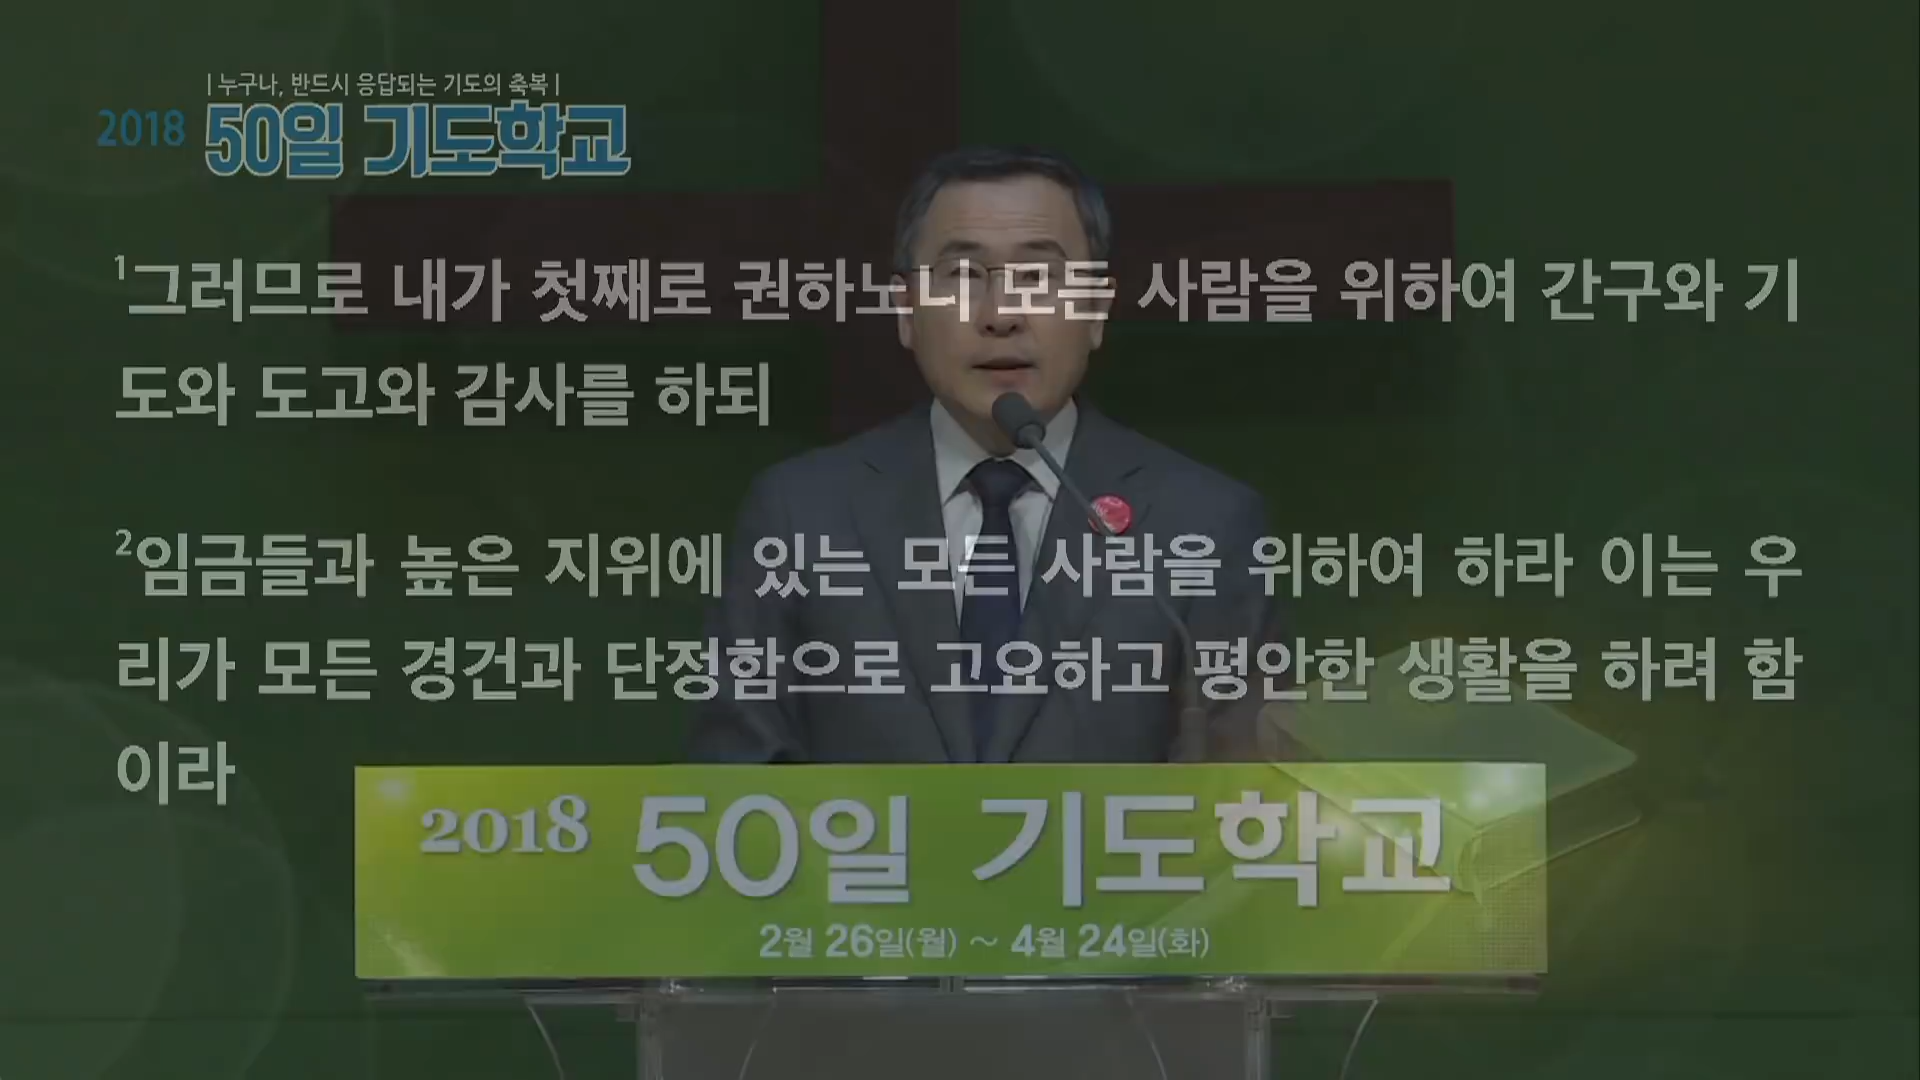 | 누구나, 반드시 응답되는 기도의 축복 |
2018 50일 기도학교
1그러므로 내가 첫째로 권하노니 모든 사람을 위하여 간구와 기
도와 도고와 감사를 하되
2임금들과 높은 지위에 있는 모든 사람을 위하여 하라 이는 우
리가 모든 경건과 단정함으로 고요하고 평안한 생활을 하려 함
이라
2018 50일 기도학교
2월 26일(월) ~ 4월 24일(화)